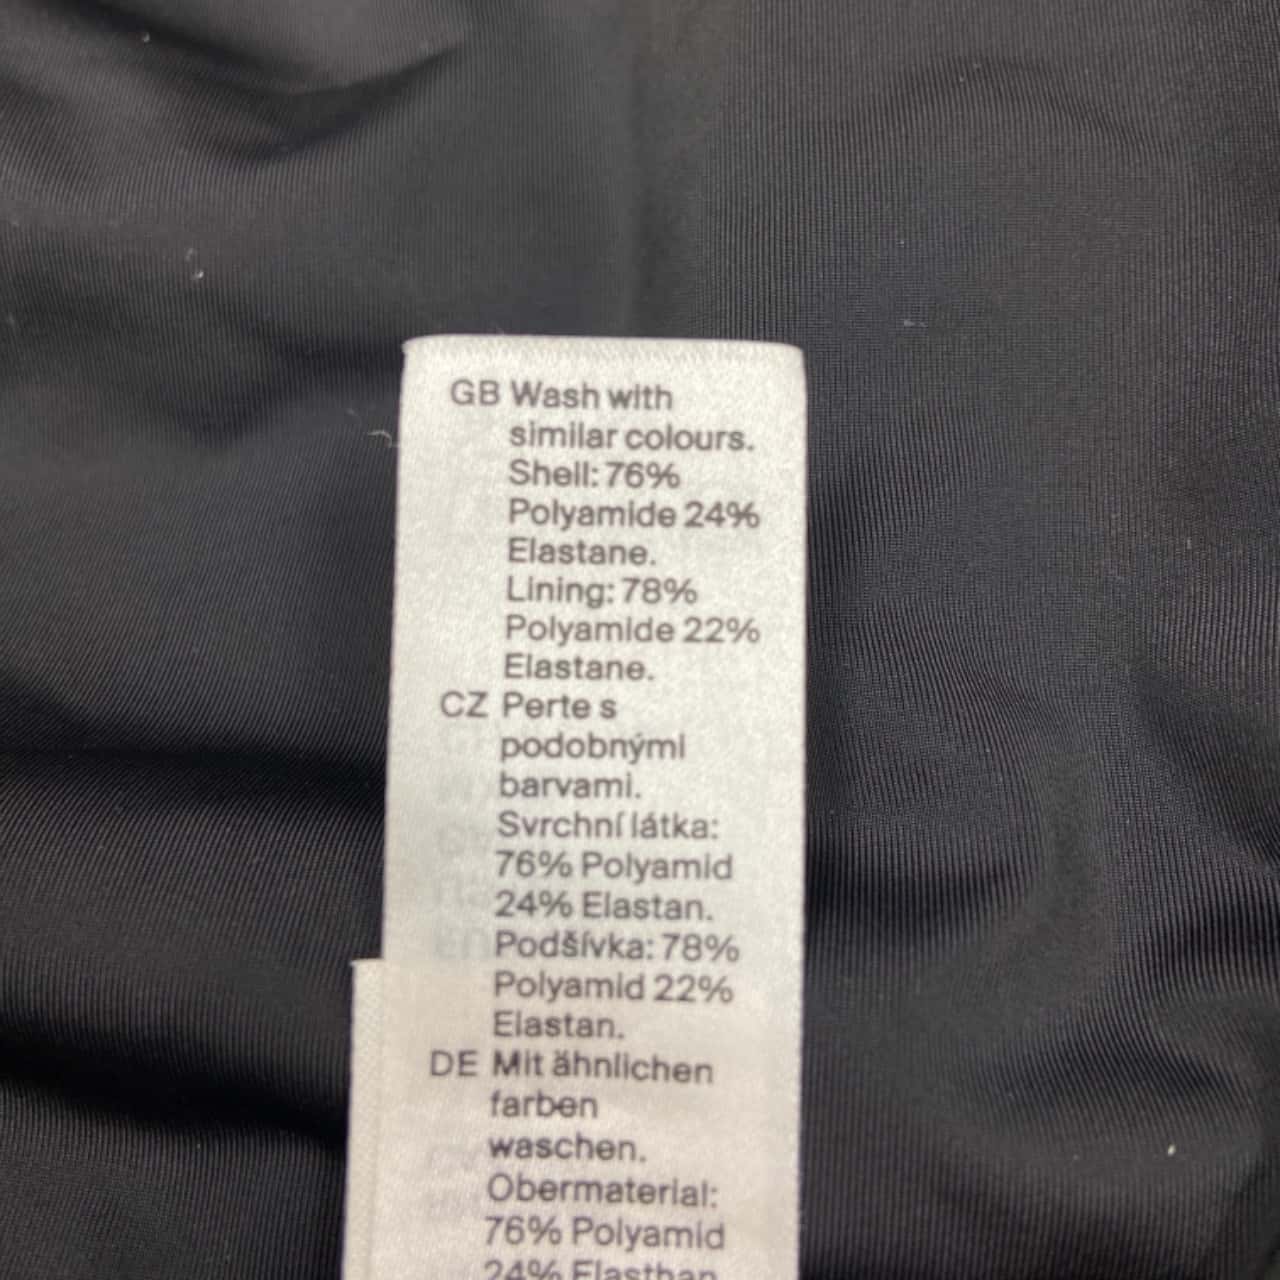 GB Wash with
similar colours.
Shell: 76%
Polyamide 24%
Elastane.
Lining: 78%
Polyamide 22%
Elastane.
CZ Perte s
podobnými
barvami.
Svrchní látka:
76% Polyamid
24% Elastan.
Podšívka: 78%
Polyamid 22%
Elastan.
DE Mit ähnlichen
farben
waschen.
Obermaterial:
76% Polyamid
24% Elasthan